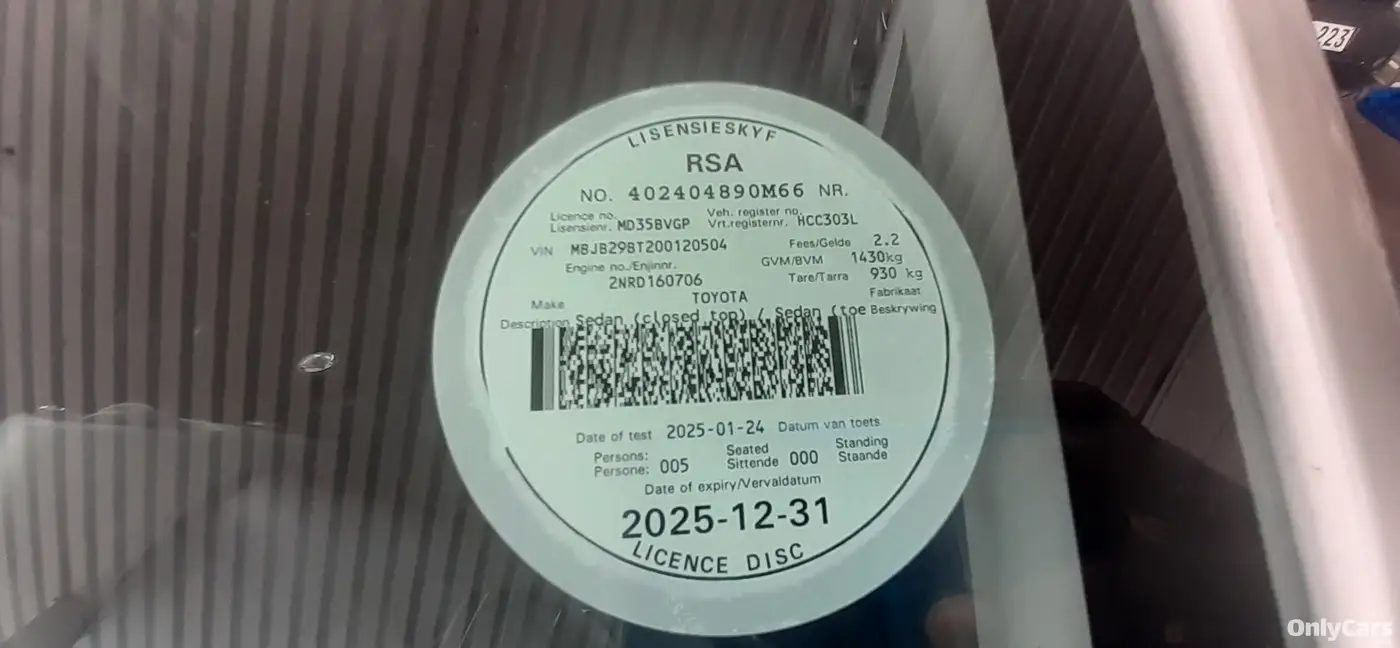 LISENSIESKYF
RSA
NO. 402404890M66 NR.
Licence no. Veh. register no.
Lisensienr. MD35BVGP Vrt.registernr. HCC303L
VIN MBJB29BT200120504 Fees/Gelde 2.2
Engine no./Enjinnr. GVM/BVM 1430kg
2NRD160706 Tare/Tarra 930 kg
Make TOYOTA Fabrikaat
Description Sedan (closed top) / Sedan (toe Beskrywing
Date of test 2025-01-24 Datum van toets
Persons: Seated Standing
Persone: 005 Sittende 000 Staande
Date of expiry/Vervaldatum
2025-12-31
LICENCE DISC
223
OnlyCars